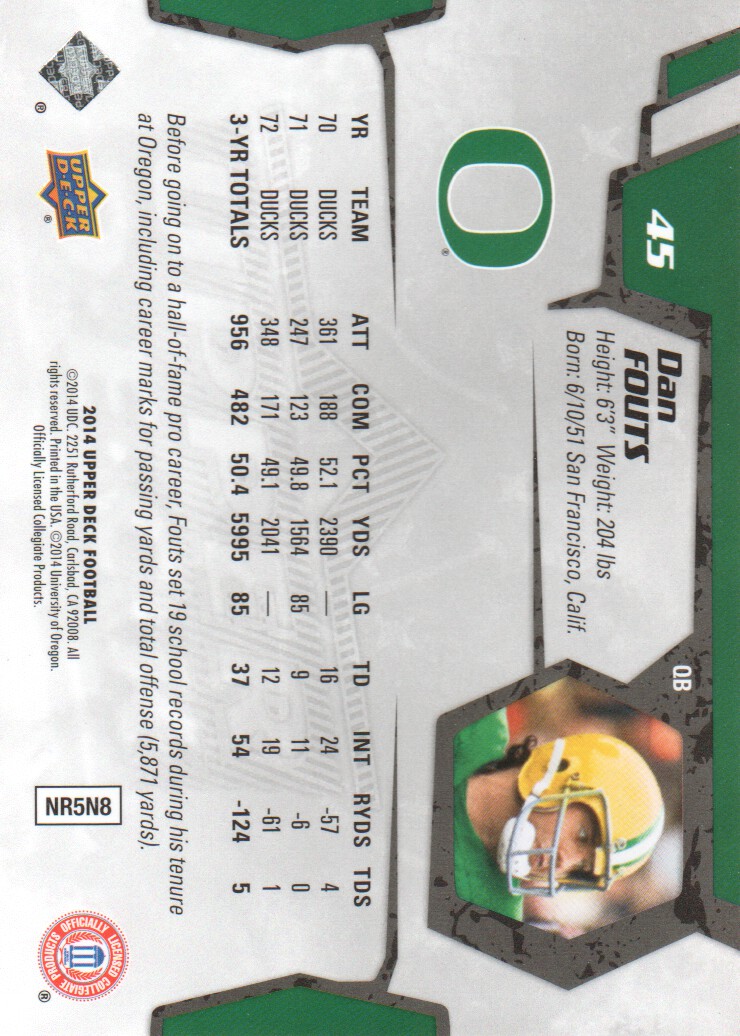 45
Dan
FOUTS
QB
Height: 6'3" Weight: 204 lbs
Born: 6/10/51 San Francisco, Calif.
O
®
YR TEAM ATT COM PCT YDS LG TD INT RYDS TDS
70 DUCKS 361 188 52.1 2390 — 16 24 -57 4
71 DUCKS 247 123 49.8 1564 85 9 11 -6 0
72 DUCKS 348 171 49.1 2041 — 12 19 -61 1
3-YR TOTALS 956 482 50.4 5995 85 37 54 -124 5
Before going on to a hall-of-fame pro career, Fouts set 19 school records during his tenure
at Oregon, including career marks for passing yards and total offense (5,871 yards).
UPPER
DECK
®
®
2014 UPPER DECK FOOTBALL
©2014 UDC. 2251 Rutherford Road, Carlsbad, CA 92008. All
rights reserved. Printed in the USA. ©2014 University of Oregon.
Officially Licensed Collegiate Products.
NR5N8
OFFICIALLY LICENSED
COLLEGIATE PRODUCTS
®